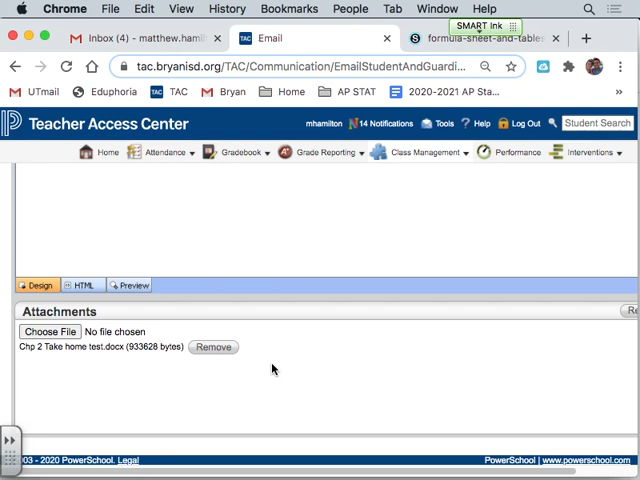 Chrome File Edit View History Bookmarks People Tab Window Help
SMART Ink
Inbox (4) - matthew.hamil
Email
formula-sheet-and-tables
tac.bryanisd.org/TAC/Communication/EmailStudentAndGuardi...
UTmail Eduphoria TAC Bryan Home AP STAT 2020-2021 AP Sta... »
Teacher Access Center mhamilton 14 Notifications Tools Help Log Out Student Search
Home Attendance Gradebook Grade Reporting Class Management Performance Interventions
Design HTML Preview
Attachments Re
Choose File No file chosen
Chp 2 Take home test.docx (933628 bytes) Remove
03 - 2020 PowerSchool. Legal PowerSchool | www.powerschool.com